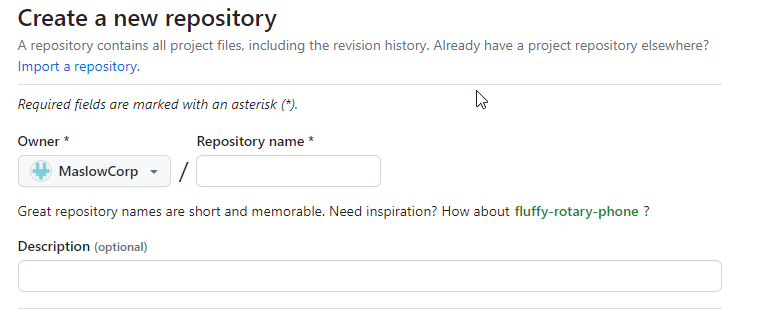 Create a new repository
A repository contains all project files, including the revision history. Already have a project repository elsewhere?
Import a repository.
Required fields are marked with an asterisk (*).
Owner * Repository name *
MaslowCorp /
Great repository names are short and memorable. Need inspiration? How about fluffy-rotary-phone ?
Description (optional)